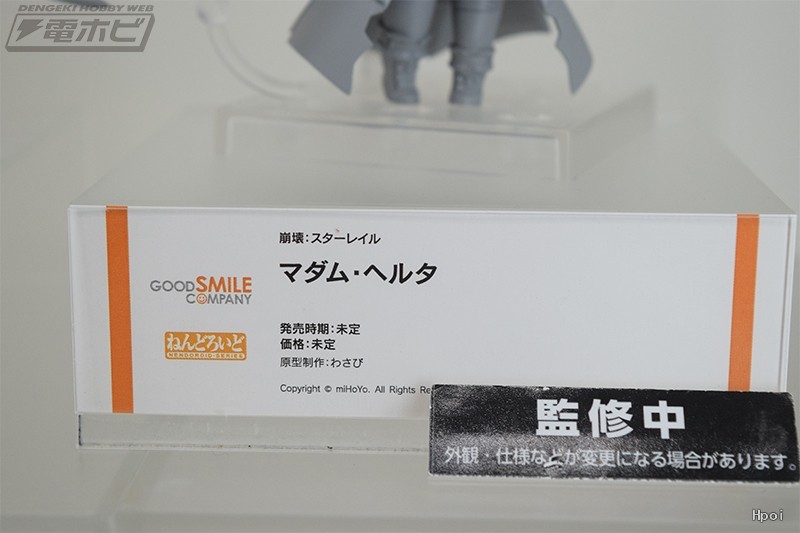 DENGEKI HOBBY WEB
電ホビ
崩壊：スターレイル
マダム・ヘルタ
GOOD SMILE
COMPANY
発売時期：未定
価格：未定
原型制作：わさび
ねんどろいど
NENDOROID SERIES
Copyright © miHoYo. All Rights Re
監修中
外観・仕様などが変更になる場合があります。
Hpoi